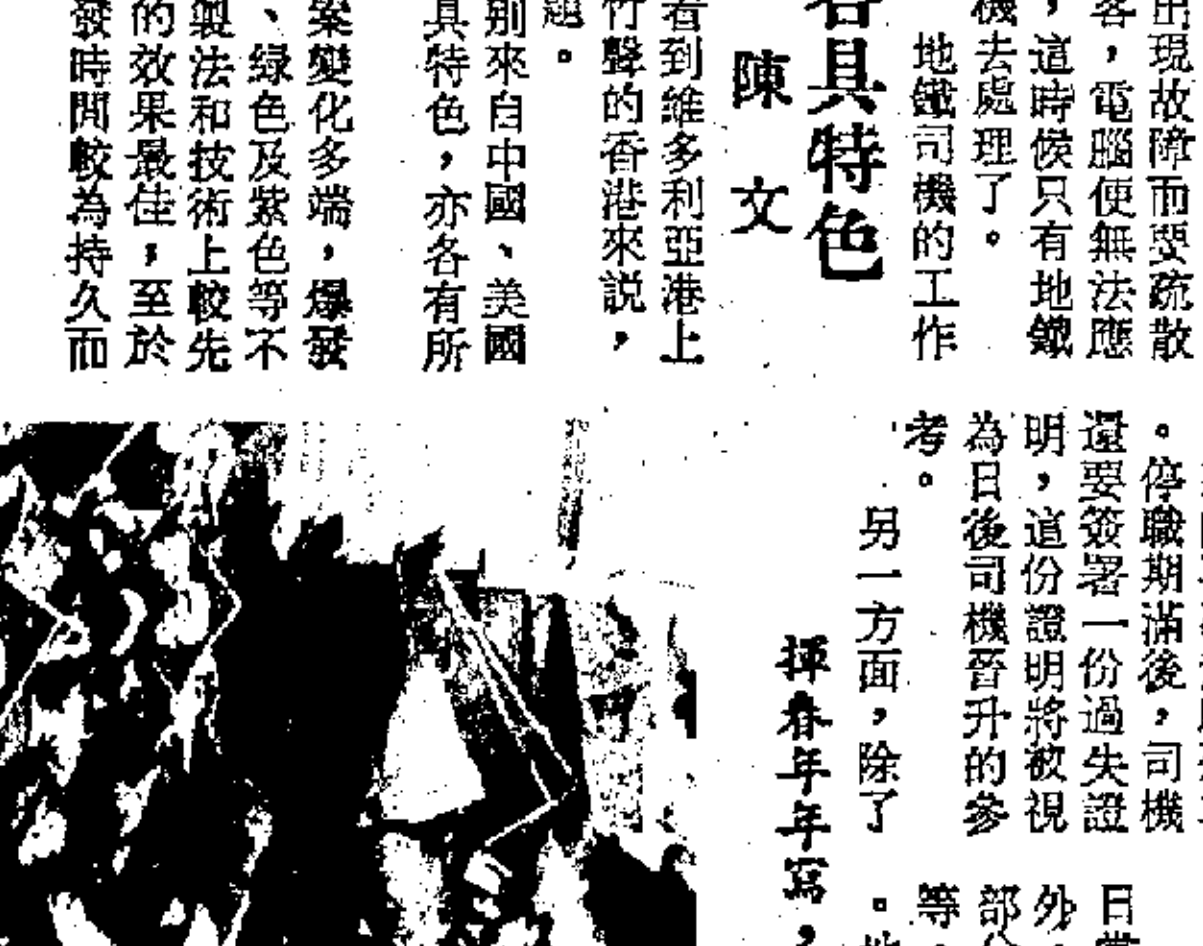 出現故障而要疏散
客，電腦便無法應
，這時候只有地鐵
機去處理了。
地鐵司機的工作
各具特色
陳文
看到維多利亞港上
竹聲的香港來說，
題。
別來自中國、美國
具特色，亦各有所
案變化多端，爆發
、绿色及紫色等不
製法和技術上較先
的效果最佳，至於
發時間較為持久而
。停職期滿後，司機
還要簽署一份過失證
明，這份證明將被視
為日後司機晉升的參
考。
另一方面，除了
揮春年年寫，
日
外
部
等
。地